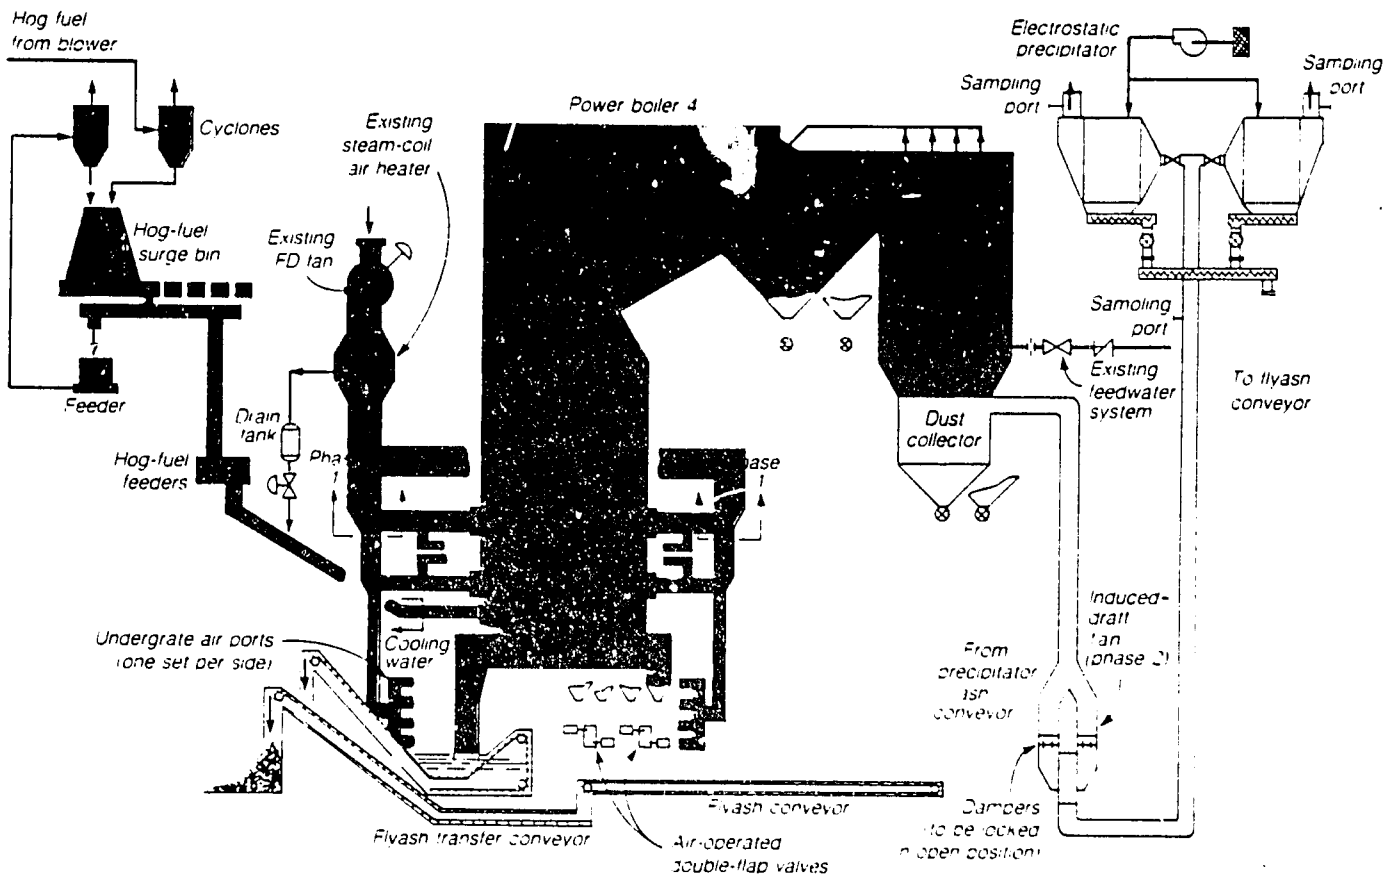 Hog fuel
from blower
Cyclones
Hog-fuel
surge bin
Feeder
Hog-fuel
feeders
Existing
steam-coil
air heater
Existing
FD fan
Drain
tank
Phase
1
Phase
1
Power boiler 4
Electrostatic
precipitator
Sampling
port
Sampling
port
Sampling
port
Existing
feedwater
system
To flyash
conveyor
Dust
collector
Undergrate air ports
(one set per side)
Cooling
water
From
precipitator
ash
conveyor
Induced-
draft
fan
(phase 2)
Flyash conveyor
Flyash transfer conveyor
Air-operated
double-flap valves
Dampers
(to be locked
in open position)